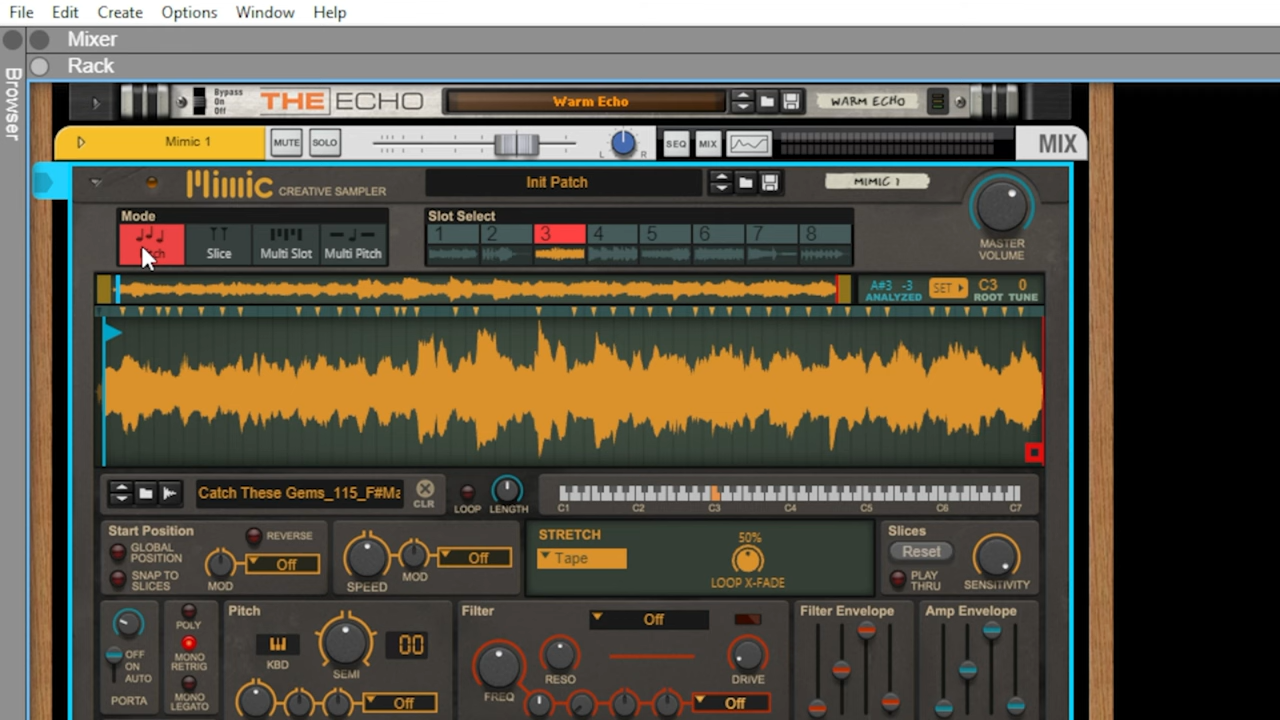 File Edit Create Options Window Help
Mixer
Rack
Browser
Bypass
On
Off
THE ECHO
Warm Echo
WARM ECHO
Mimic 1
MUTE
SOLO
L R
SEQ
MIX
MIX
Mimic CREATIVE SAMPLER
Init Patch
MIMIC 1
MASTER
VOLUME
Mode
Slice
Multi Slot
Multi Pitch
Slot Select
1 2 3 4 5 6 7 8
A#3 -3
ANALYZED
SET
C3 0
ROOT TUNE
Catch These Gems_115_F#Ma
CLR
LOOP
LENGTH
C1 C2 C3 C4 C5 C6 C7
Start Position
GLOBAL
POSITION
SNAP TO
SLICES
REVERSE
MOD
Off
SPEED
MOD
Off
STRETCH
Tape
50%
LOOP X-FADE
Slices
Reset
PLAY
THRU
SENSITIVITY
OFF
ON
AUTO
PORTA
POLY
MONO
RETRIG
MONO
LEGATO
Pitch
KBD
SEMI
00
Off
Filter
Off
FREQ
RESO
DRIVE
Off
Filter Envelope
Amp Envelope